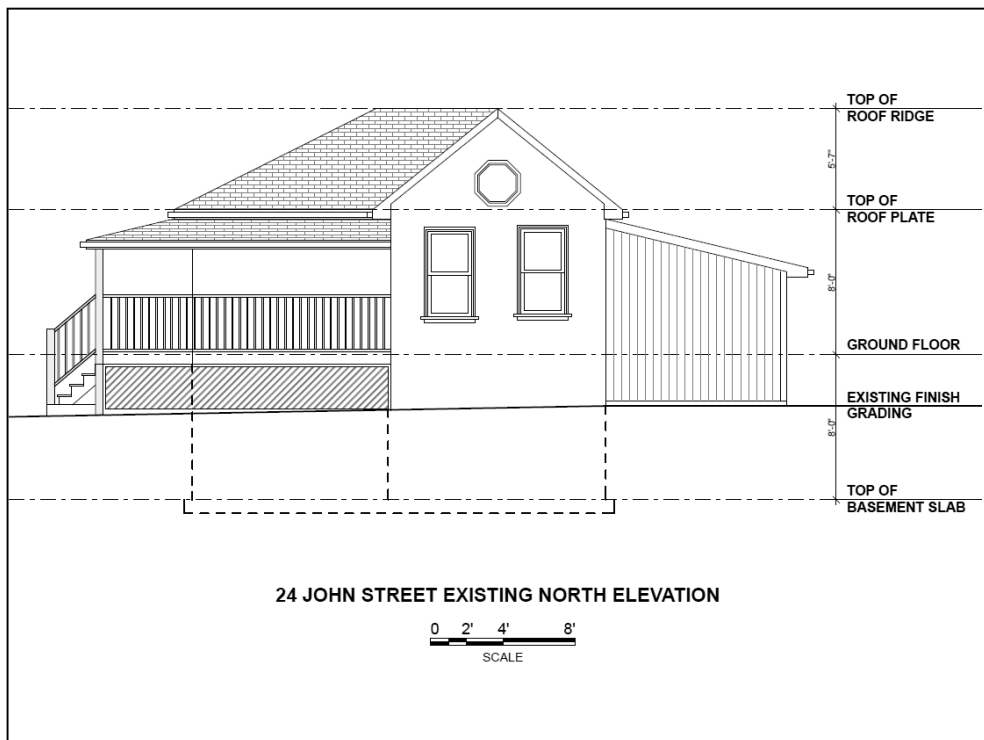 TOP OF
ROOF RIDGE
5'-7"
TOP OF
ROOF PLATE
8'-0"
GROUND FLOOR
EXISTING FINISH
GRADING
8'-0"
TOP OF
BASEMENT SLAB
24 JOHN STREET EXISTING NORTH ELEVATION
0 2' 4' 8'
SCALE